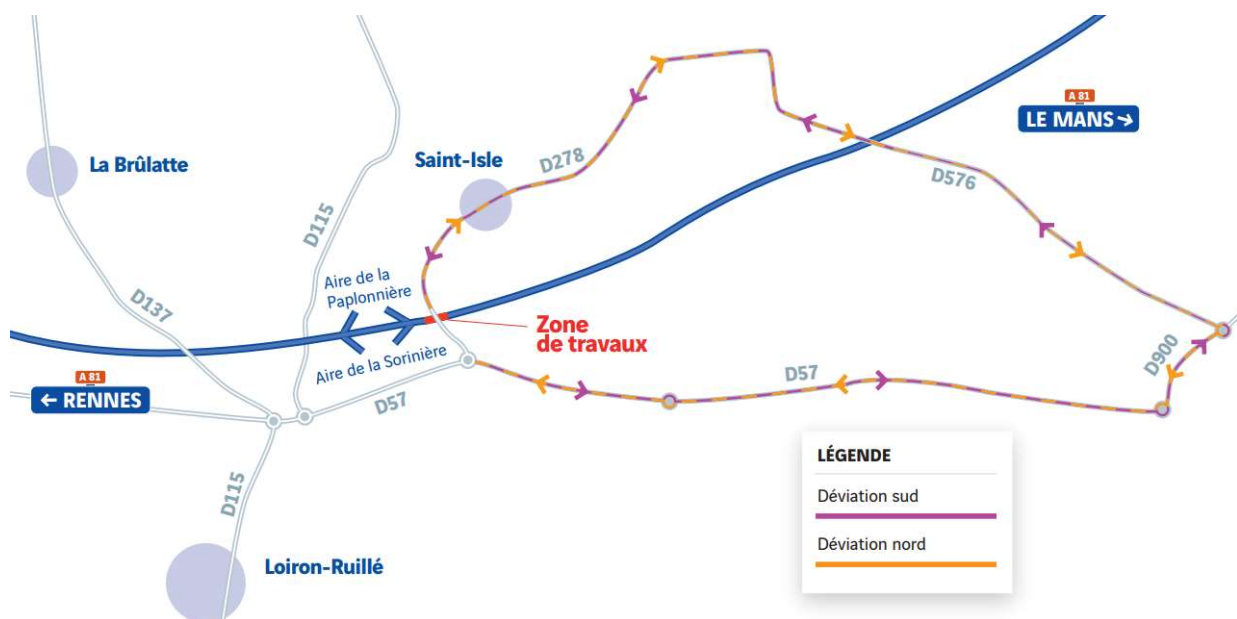 A 81
LE MANS →
La Brûlatte
Saint-Isle
D278
D576
D115
Aire de la
Paplonnière
D137
Zone
de travaux
Aire de la Sorinière
D900
A 81
← RENNES
D57
D57
LÉGENDE
Déviation sud
Déviation nord
D115
Loiron-Ruillé